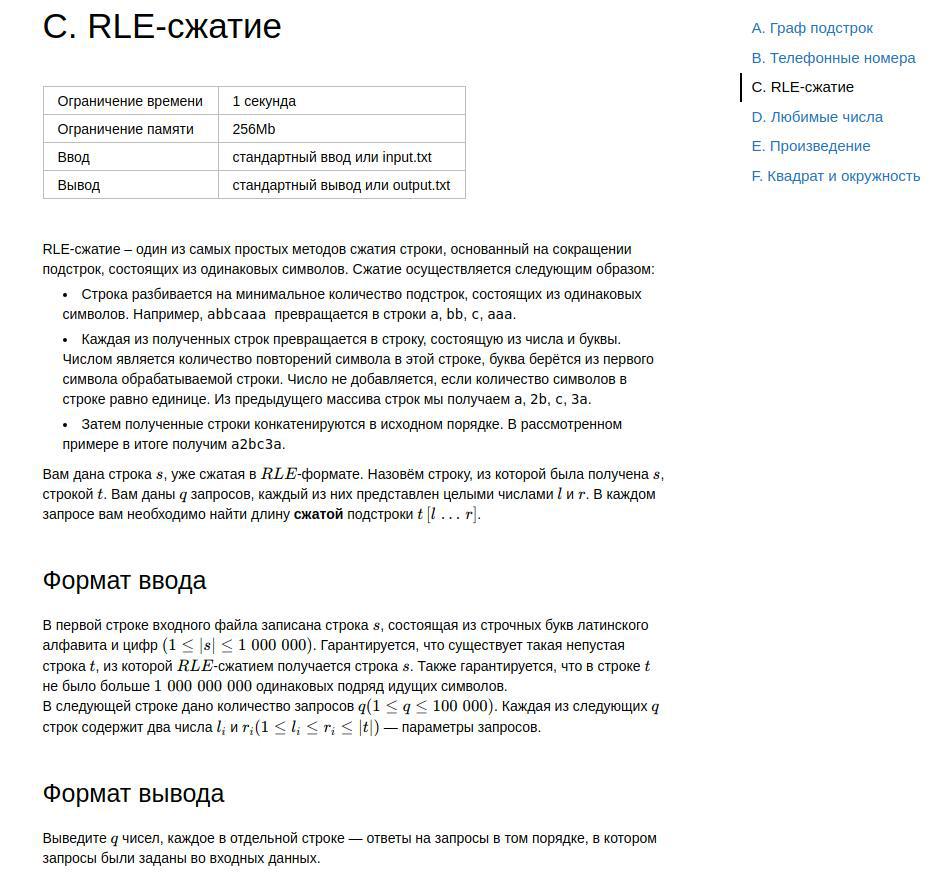 C. RLE-сжатие
Ограничение времени 1 секунда
Ограничение памяти 256Mb
Ввод стандартный ввод или input.txt
Вывод стандартный вывод или output.txt
RLE-сжатие – один из самых простых методов сжатия строки, основанный на сокращении
подстрок, состоящих из одинаковых символов. Сжатие осуществляется следующим образом:
• Строка разбивается на минимальное количество подстрок, состоящих из одинаковых
символов. Например, abbcaaa превращается в строки a, bb, c, aaa.
• Каждая из полученных строк превращается в строку, состоящую из числа и буквы.
Числом является количество повторений символа в этой строке, буква берётся из первого
символа обрабатываемой строки. Число не добавляется, если количество символов в
строке равно единице. Из предыдущего массива строк мы получаем a, 2b, c, 3a.
• Затем полученные строки конкатенируются в исходном порядке. В рассмотренном
примере в итоге получим a2bc3a.
Вам дана строка s, уже сжатая в RLE-формате. Назовём строку, из которой была получена s,
строкой t. Вам даны q запросов, каждый из них представлен целыми числами l и r. В каждом
запросе вам необходимо найти длину сжатой подстроки t [l … r].
Формат ввода
В первой строке входного файла записана строка s, состоящая из строчных букв латинского
алфавита и цифр (1 ≤ |s| ≤ 1 000 000). Гарантируется, что существует такая непустая
строка t, из которой RLE-сжатием получается строка s. Также гарантируется, что в строке t
не было больше 1 000 000 000 одинаковых подряд идущих символов.
В следующей строке дано количество запросов q(1 ≤ q ≤ 100 000). Каждая из следующих q
строк содержит два числа lᵢ и rᵢ(1 ≤ lᵢ ≤ rᵢ ≤ |t|) — параметры запросов.
Формат вывода
Выведите q чисел, каждое в отдельной строке — ответы на запросы в том порядке, в котором
запросы были заданы во входных данных.
A. Граф подстрок
B. Телефонные номера
C. RLE-сжатие
D. Любимые числа
E. Произведение
F. Квадрат и окружность